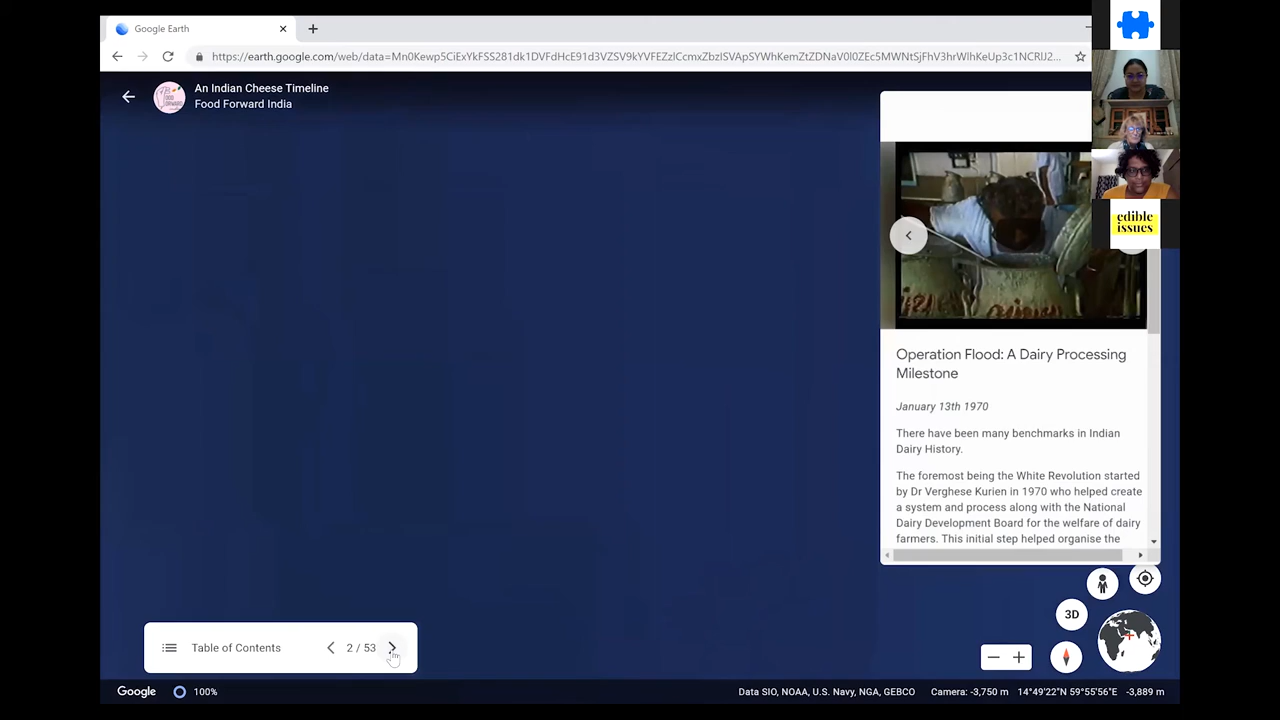 Google Earth
https://earth.google.com/web/data=Mn0Kewp5CiExYkFSS281dk1DVFdHcE91d3VZSV9kYVFEZzlCcmxZbzlSVApSYWhKemZtZDNaV0l0ZEc5MWNtSjFhV3hrWlhKeUp3c1NCRlJ2...
An Indian Cheese Timeline
Food Forward India
edible
issues
Operation Flood: A Dairy Processing
Milestone
January 13th 1970
There have been many benchmarks in Indian
Dairy History.
The foremost being the White Revolution started
by Dr Verghese Kurien in 1970 who helped create
a system and process along with the National
Dairy Development Board for the welfare of dairy
farmers. This initial step helped organise the
3D
Table of Contents
2 / 53
Google
100%
Data SIO, NOAA, U.S. Navy, NGA, GEBCO
Camera: -3,750 m
14°49'22"N 59°55'56"E
-3,889 m